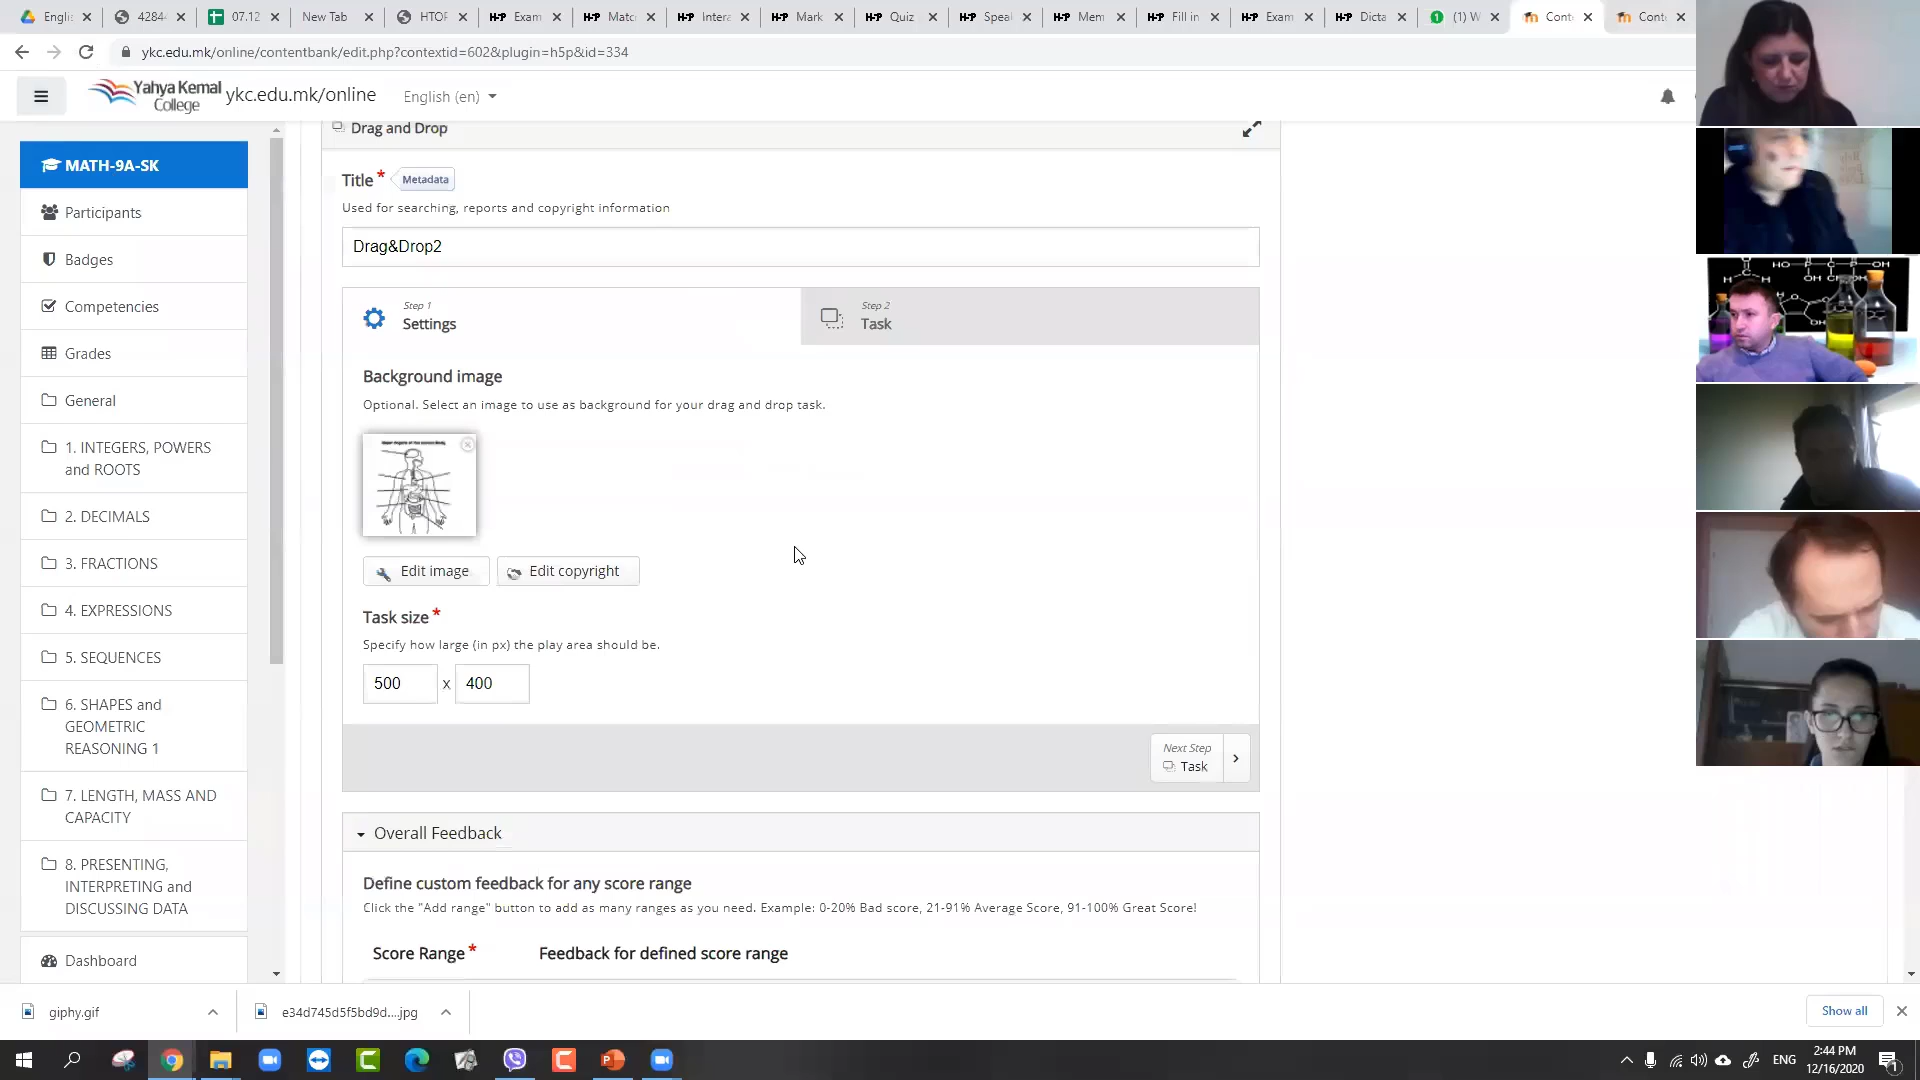 Englis
4284
07.12
New Tab
HTOP
H-P Exam
H-P Matc
H-P Intera
H-P Mark
H-P Quiz
H-P Speak
H-P Mem
H-P Fill in
H-P Exam
H-P Dicta
1 (1) W
Cont
Cont
ykc.edu.mk/online/contentbank/edit.php?contextid=602&plugin=h5p&id=334
Yahya Kemal College
ykc.edu.mk/online
English (en)
MATH-9A-SK
Participants
Badges
Competencies
Grades
General
1. INTEGERS, POWERS
and ROOTS
2. DECIMALS
3. FRACTIONS
4. EXPRESSIONS
5. SEQUENCES
6. SHAPES and
GEOMETRIC
REASONING 1
7. LENGTH, MASS AND
CAPACITY
8. PRESENTING,
INTERPRETING and
DISCUSSING DATA
Dashboard
Drag and Drop
Title * Metadata
Used for searching, reports and copyright information
Drag&Drop2
Step 1
Settings
Step 2
Task
Background image
Optional. Select an image to use as background for your drag and drop task.
Edit image
Edit copyright
Task size *
Specify how large (in px) the play area should be.
500 x 400
Next Step
Task
Overall Feedback
Define custom feedback for any score range
Click the "Add range" button to add as many ranges as you need. Example: 0-20% Bad score, 21-91% Average Score, 91-100% Great Score!
Score Range *
Feedback for defined score range
giphy.gif
e34d745d5f5bd9d....jpg
Show all
ENG
2:44 PM
12/16/2020
1